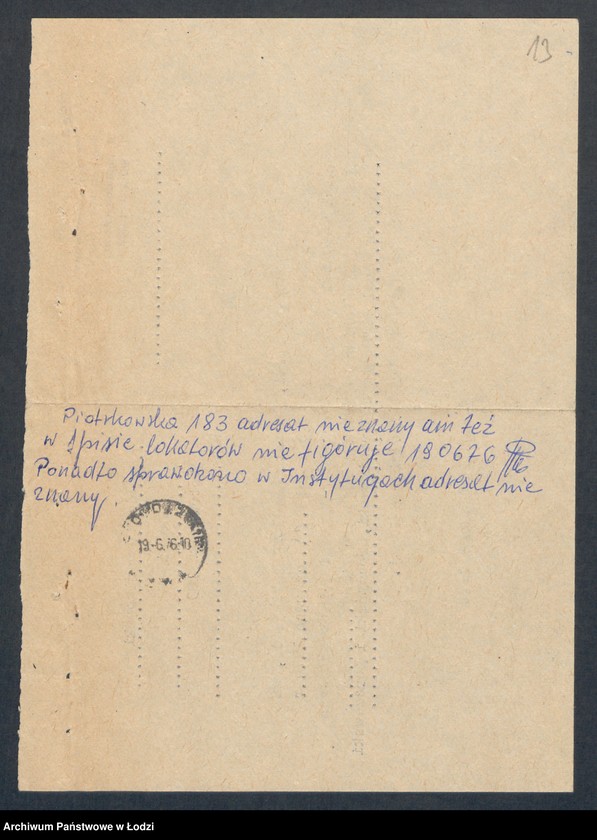 13
Piotrkowska 183 adresat nieznany ani też
w spisie lokatorów nie figóruje 190676
Ponadto sprawdzono w Instytucjach adresat nie
znany.
19-6.76-10
Archiwum Państwowe w Łodzi